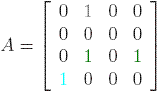 A =
0 1 0 0
0 0 0 0
0 1 0 1
1 0 0 0